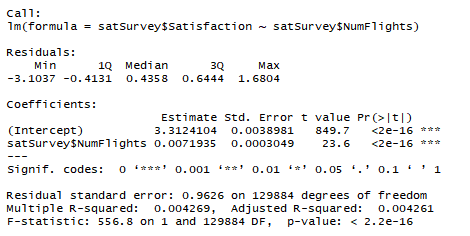 Call:
lm(formula = satSurvey$Satisfaction ~ satSurvey$NumFlights)
Residuals:
Min 1Q Median 3Q Max
-3.1037 -0.4131 0.4358 0.6444 1.6804
Coefficients:
Estimate Std. Error t value Pr(>|t|)
(Intercept) 3.3124104 0.0038981 849.7 <2e-16 ***
satSurvey$NumFlights 0.0071935 0.0003049 23.6 <2e-16 ***
---
Signif. codes: 0 ‘***’ 0.001 ‘**’ 0.01 ‘*’ 0.05 ‘.’ 0.1 ‘ ’ 1
Residual standard error: 0.9626 on 129884 degrees of freedom
Multiple R-squared: 0.004269, Adjusted R-squared: 0.004261
F-statistic: 556.8 on 1 and 129884 DF, p-value: < 2.2e-16